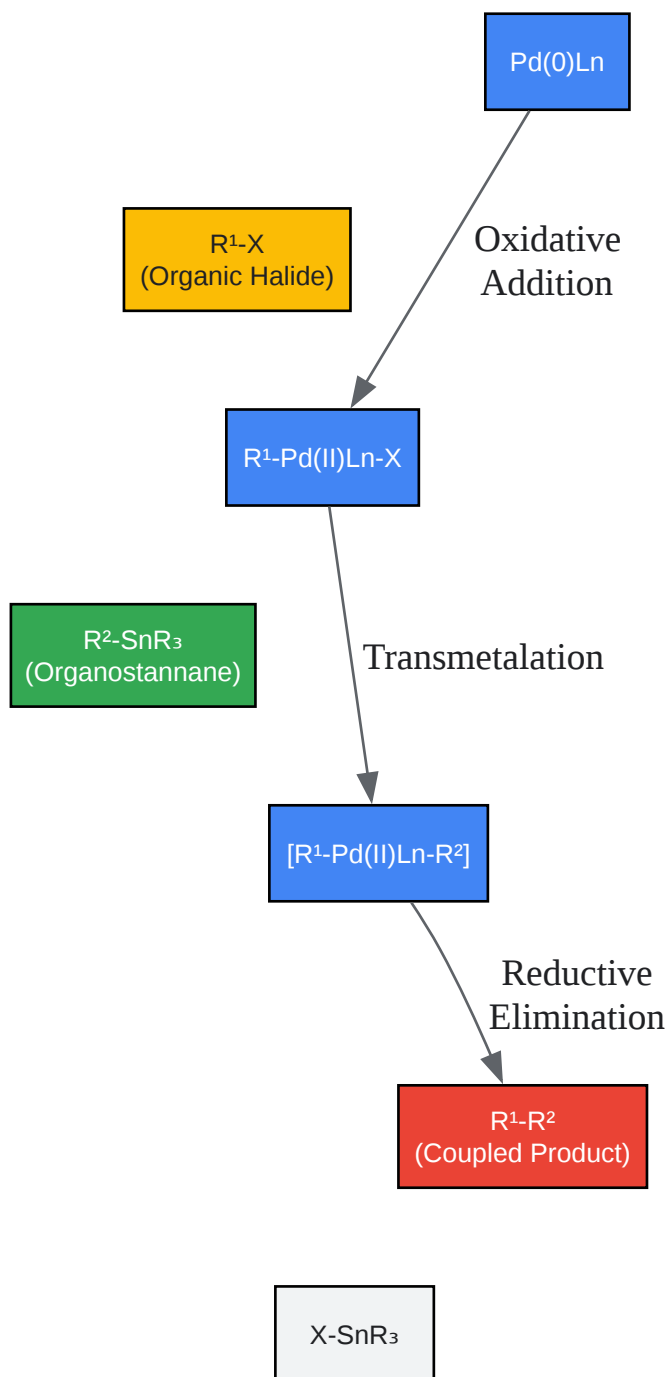 Pd(0)Ln
R¹-X
(Organic Halide)
Oxidative
Addition
R¹-Pd(II)Ln-X
R²-SnR₃
(Organostannane)
Transmetalation
[R¹-Pd(II)Ln-R²]
Reductive
Elimination
R¹-R²
(Coupled Product)
X-SnR₃